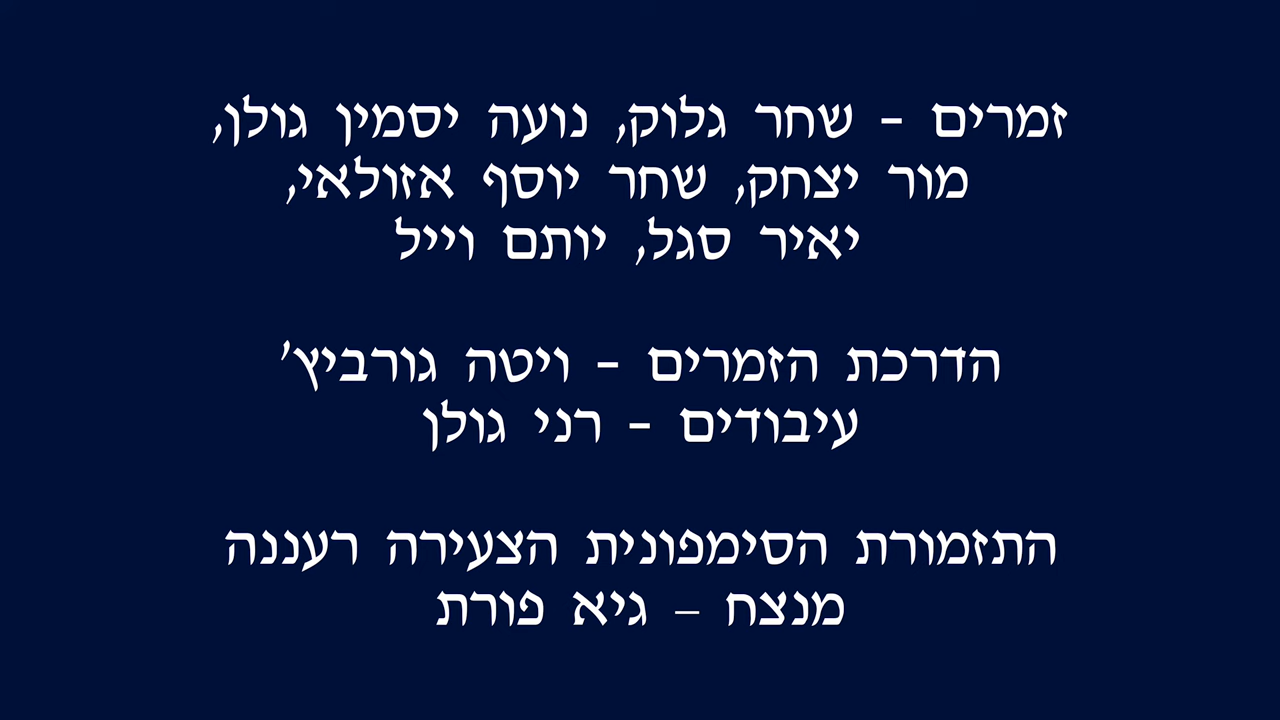 זמרים - שחר גלוק, נועה יסמין גולן,
מור יצחק, שחר יוסף אזולאי,
יאיר סגל, יותם וייל
הדרכת הזמרים - ויטה גורביץ'
עיבודים - רני גולן
התזמורת הסימפונית הצעירה רעננה
מנצח – גיא פורת